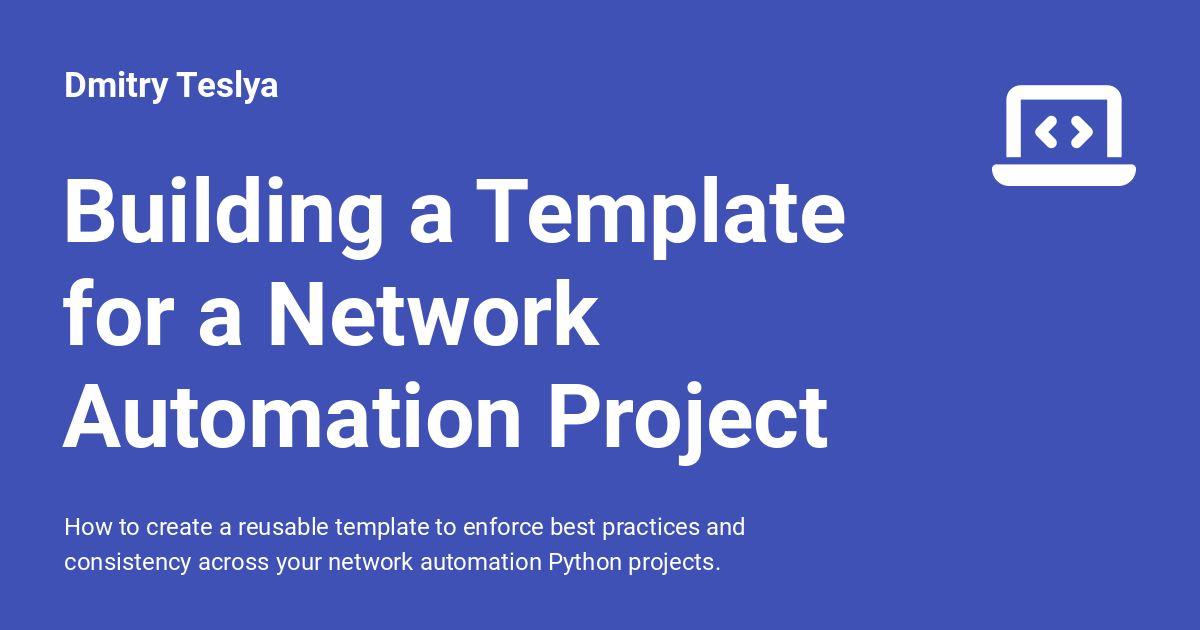 Dmitry Teslya
Building a Template
for a Network
Automation Project
How to create a reusable template to enforce best practices and
consistency across your network automation Python projects.